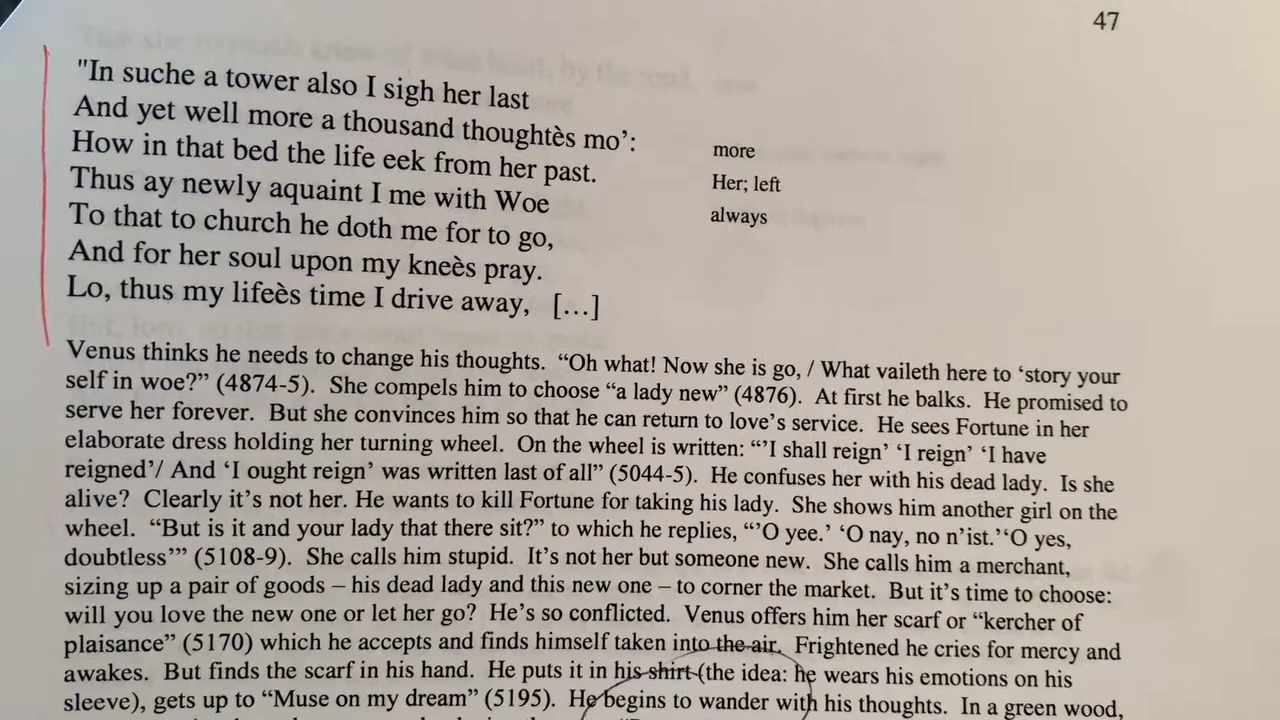 47
"In suche a tower also I sigh her last
And yet well more a thousand thoughtès mo’:
more
How in that bed the life eek from her past.
Her; left
Thus ay newly aquaint I me with Woe
always
To that to church he doth me for to go,
And for her soul upon my kneès pray.
Lo, thus my lifeès time I drive away, […]
Venus thinks he needs to change his thoughts. “Oh what! Now she is go, / What vaileth here to ‘story your
self in woe?” (4874-5). She compels him to choose “a lady new” (4876). At first he balks. He promised to
serve her forever. But she convinces him so that he can return to love’s service. He sees Fortune in her
elaborate dress holding her turning wheel. On the wheel is written: “’I shall reign’ ‘I reign’ ‘I have
reigned’/ And ‘I ought reign’ was written last of all” (5044-5). He confuses her with his dead lady. Is she
alive? Clearly it’s not her. He wants to kill Fortune for taking his lady. She shows him another girl on the
wheel. “But is it and your lady that there sit?” to which he replies, “’O yee.’ ‘O nay, no n’ist.’‘O yes,
doubtless’” (5108-9). She calls him stupid. It’s not her but someone new. She calls him a merchant,
sizing up a pair of goods – his dead lady and this new one – to corner the market. But it’s time to choose:
will you love the new one or let her go? He’s so conflicted. Venus offers him her scarf or “kercher of
plaisance” (5170) which he accepts and finds himself taken into the air. Frightened he cries for mercy and
awakes. But finds the scarf in his hand. He puts it in his shirt (the idea: he wears his emotions on his
sleeve), gets up to “Muse on my dream” (5195). He begins to wander with his thoughts. In a green wood,